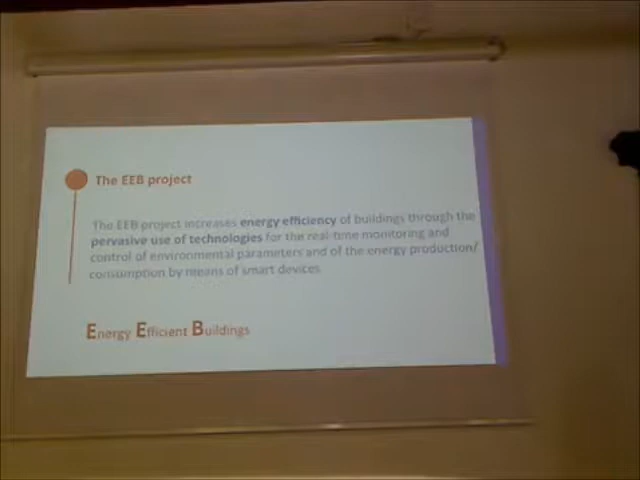 The EEB project
The EEB project increases energy efficiency of buildings through the
pervasive use of technologies for the real-time monitoring and
control of environmental parameters and of the energy production/
consumption by means of smart devices
Energy Efficient Buildings